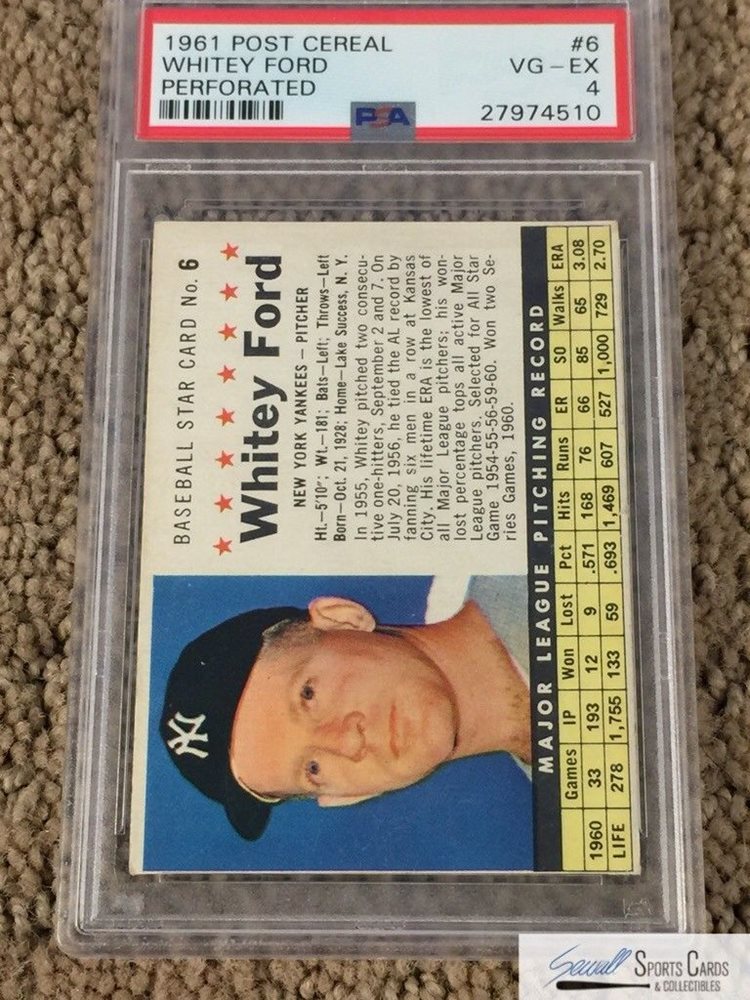 1961 POST CEREAL #6
WHITEY FORD VG-EX
PERFORATED 4
PSA 27974510
BASEBALL STAR CARD No. 6
Whitey Ford
NEW YORK YANKEES – PITCHER
Ht.—5'10"; Wt.—181; Bats—Left; Throws—Left
Born—Oct. 21, 1928; Home—Lake Success, N. Y.
In 1955, Whitey pitched two consecu-
tive one-hitters, September 2 and 7. On
July 20, 1956, he tied the AL record by
fanning six men in a row at Kansas
City. His lifetime ERA is the lowest of
all Major League pitchers; his won-
lost percentage tops all active Major
League pitchers. Selected for All Star
Game 1954-55-56-59-60. Won two Se-
ries Games, 1960.
NY
MAJOR LEAGUE PITCHING RECORD
Games IP Won Lost Pct Hits Runs ER SO Walks ERA
1960 33 193 12 9 .571 168 76 66 85 65 3.08
LIFE 278 1,755 133 59 .693 1,469 607 527 1,000 729 2.70
Sewall SPORTS CARDS
& COLLECTIBLES